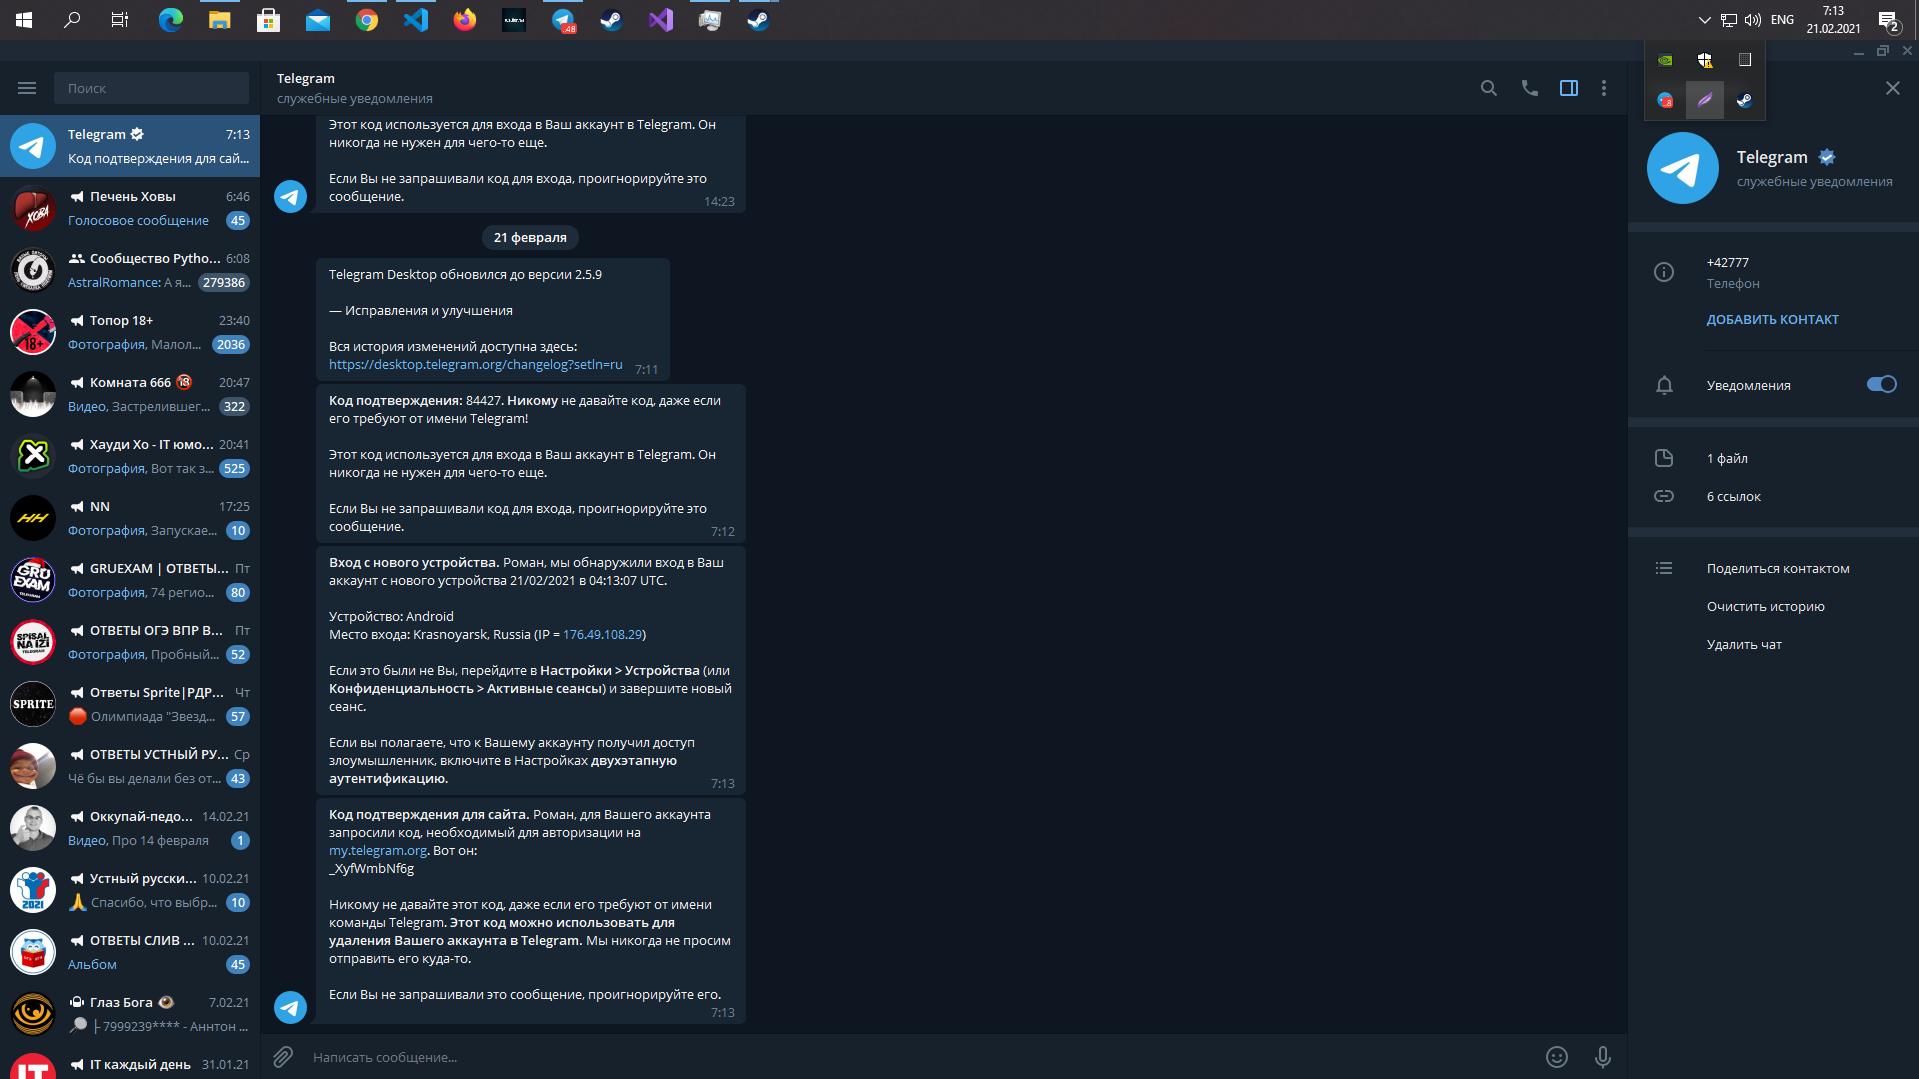 ENG
7:13
21.02.2021
2
48
Поиск
Telegram
7:13
Код подтверждения для сай...
Печень Ховы
6:46
Голосовое сообщение
45
Сообщество Pytho...
6:08
AstralRomance: А я...
279386
Топор 18+
23:40
Фотография, Малол...
2036
Комната 666
20:47
Видео, Застрелившег...
322
Хауди Хо - IT юмо...
20:41
Фотография, Вот так з...
525
NN
17:25
Фотография, Запускае...
10
GRUEXAM | ОТВЕТЫ...
Пт
Фотография, 74 регио...
80
ОТВЕТЫ ОГЭ ВПР В...
Пт
Фотография, Пробный...
52
Ответы Sprite|РДР...
Чт
Олимпиада "Звезд...
57
ОТВЕТЫ УСТНЫЙ РУ...
Ср
Чё бы вы делали без от...
43
Оккупай-педо...
14.02.21
Видео, Про 14 февраля
1
Устный русски...
10.02.21
Спасибо, что выбр...
10
ОТВЕТЫ СЛИВ ...
10.02.21
Альбом
45
Глаз Бога
7.02.21
├ 7999239**** - Аннтон ...
IT каждый день
31.01.21
ХОВА
18+
HH
GRU
EXAM
TELEGRAM
SPISAL
NA IZI
TELEGRAM
SPRITE
2021
IT
Telegram
служебные уведомления
Этот код используется для входа в Ваш аккаунт в Telegram. Он
никогда не нужен для чего-то еще.
Если Вы не запрашивали код для входа, проигнорируйте это
сообщение.
14:23
21 февраля
Telegram Desktop обновился до версии 2.5.9
— Исправления и улучшения
Вся история изменений доступна здесь:
https://desktop.telegram.org/changelog?setln=ru
7:11
Код подтверждения: 84427. Никому не давайте код, даже если
его требуют от имени Telegram!
Этот код используется для входа в Ваш аккаунт в Telegram. Он
никогда не нужен для чего-то еще.
Если Вы не запрашивали код для входа, проигнорируйте это
сообщение.
7:12
Вход с нового устройства. Роман, мы обнаружили вход в Ваш
аккаунт с нового устройства 21/02/2021 в 04:13:07 UTC.
Устройство: Android
Место входа: Krasnoyarsk, Russia (IP = 176.49.108.29)
Если это были не Вы, перейдите в Настройки > Устройства (или
Конфиденциальность > Активные сеансы) и завершите новый
сеанс.
Если вы полагаете, что к Вашему аккаунту получил доступ
злоумышленник, включите в Настройках двухэтапную
аутентификацию.
7:13
Код подтверждения для сайта. Роман, для Вашего аккаунта
запросили код, необходимый для авторизации на
my.telegram.org. Вот он:
_XyfWmbNf6g
Никому не давайте этот код, даже если его требуют от имени
команды Telegram. Этот код можно использовать для
удаления Вашего аккаунта в Telegram. Мы никогда не просим
отправить его куда-то.
Если Вы не запрашивали это сообщение, проигнорируйте его.
7:13
Написать сообщение...
Telegram
служебные уведомления
+42777
Телефон
ДОБАВИТЬ КОНТАКТ
Уведомления
1 файл
6 ссылок
Поделиться контактом
Очистить историю
Удалить чат